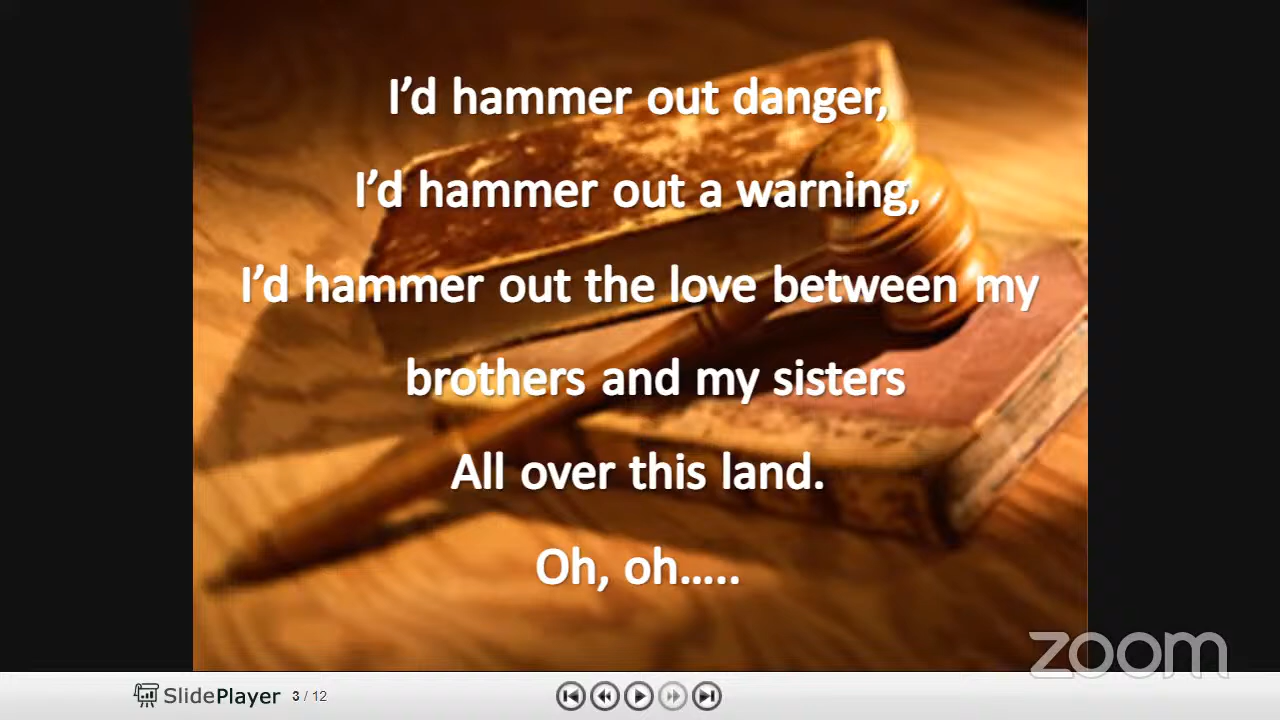 I’d hammer out danger,
I’d hammer out a warning,
I’d hammer out the love between my
brothers and my sisters
All over this land.
Oh, oh…..
zoom
SlidePlayer 3 / 12